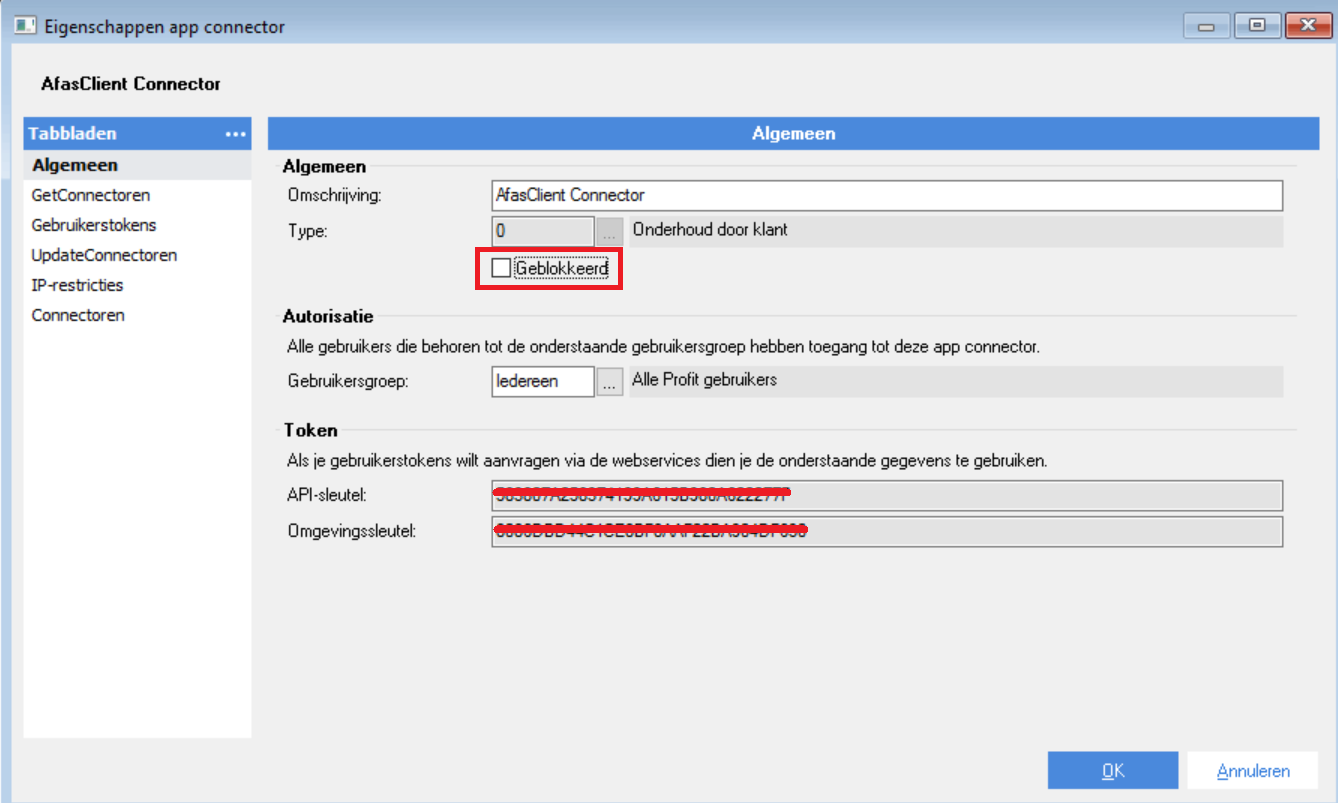 Eigenschappen app connector
AfasClient Connector
Tabbladen ...
Algemeen
GetConnectoren
Gebruikerstokens
UpdateConnectoren
IP-restricties
Connectoren
Algemeen
Algemeen
Omschrijving: AfasClient Connector
Type: 0 ... Onderhoud door klant
Geblokkeerd
Autorisatie
Alle gebruikers die behoren tot de onderstaande gebruikersgroep hebben toegang tot deze app connector.
Gebruikersgroep: Iedereen ... Alle Profit gebruikers
Token
Als je gebruikerstokens wilt aanvragen via de webservices dien je de onderstaande gegevens te gebruiken.
API-sleutel:
Omgevingssleutel:
OK Annuleren